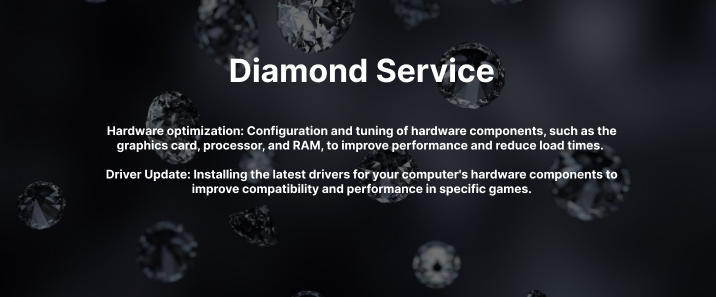 Diamond Service
Hardware optimization: Configuration and tuning of hardware components, such as the
graphics card, processor, and RAM, to improve performance and reduce load times.
Driver Update: Installing the latest drivers for your computer's hardware components to
improve compatibility and performance in specific games.